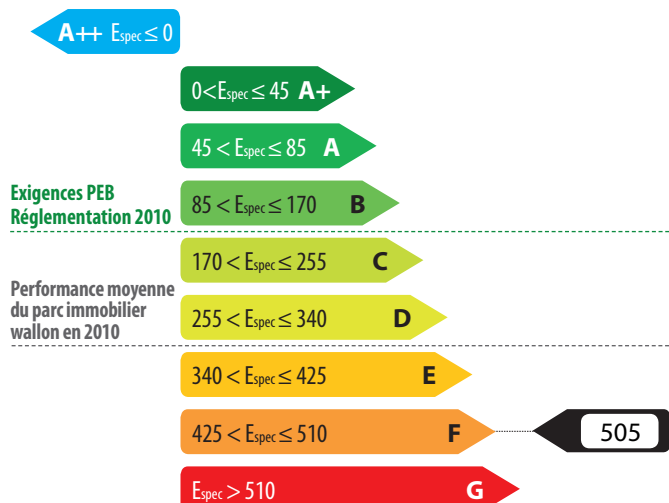 A++ Espec ≤ 0
0<Espec ≤ 45 A+
45 < Espec ≤ 85 A
Exigences PEB
Réglementation 2010
85 < Espec ≤ 170 B
170 < Espec ≤ 255 C
Performance moyenne
du parc immobilier
wallon en 2010
255 < Espec ≤ 340 D
340 < Espec ≤ 425 E
425 < Espec ≤ 510 F
505
Espec > 510 G